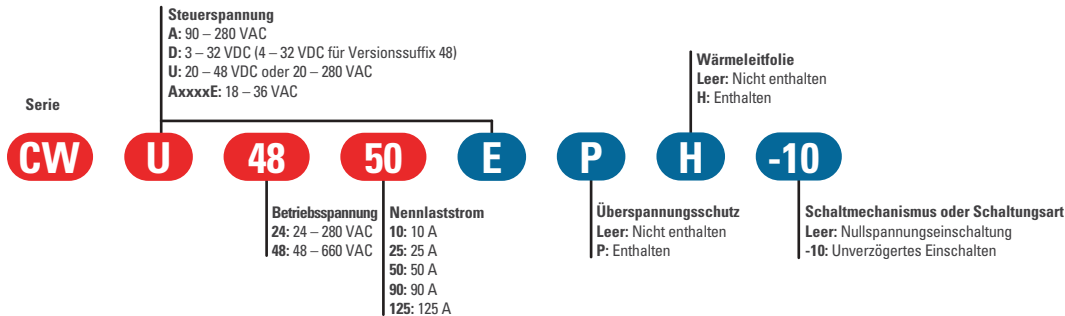 Steuerspannung
A: 90 – 280 VAC
D: 3 – 32 VDC (4 – 32 VDC für Versionssuffix 48)
U: 20 – 48 VDC oder 20 – 280 VAC
AxxxxE: 18 – 36 VAC
Wärmeleitfolie
Leer: Nicht enthalten
H: Enthalten
Serie
CW U 48 50 E P H -10
Betriebsspannung
24: 24 – 280 VAC
48: 48 – 660 VAC
Nennlaststrom
10: 10 A
25: 25 A
50: 50 A
90: 90 A
125: 125 A
Überspannungsschutz
Leer: Nicht enthalten
P: Enthalten
Schaltmechanismus oder Schaltungsart
Leer: Nullspannungseinschaltung
-10: Unverzögertes Einschalten